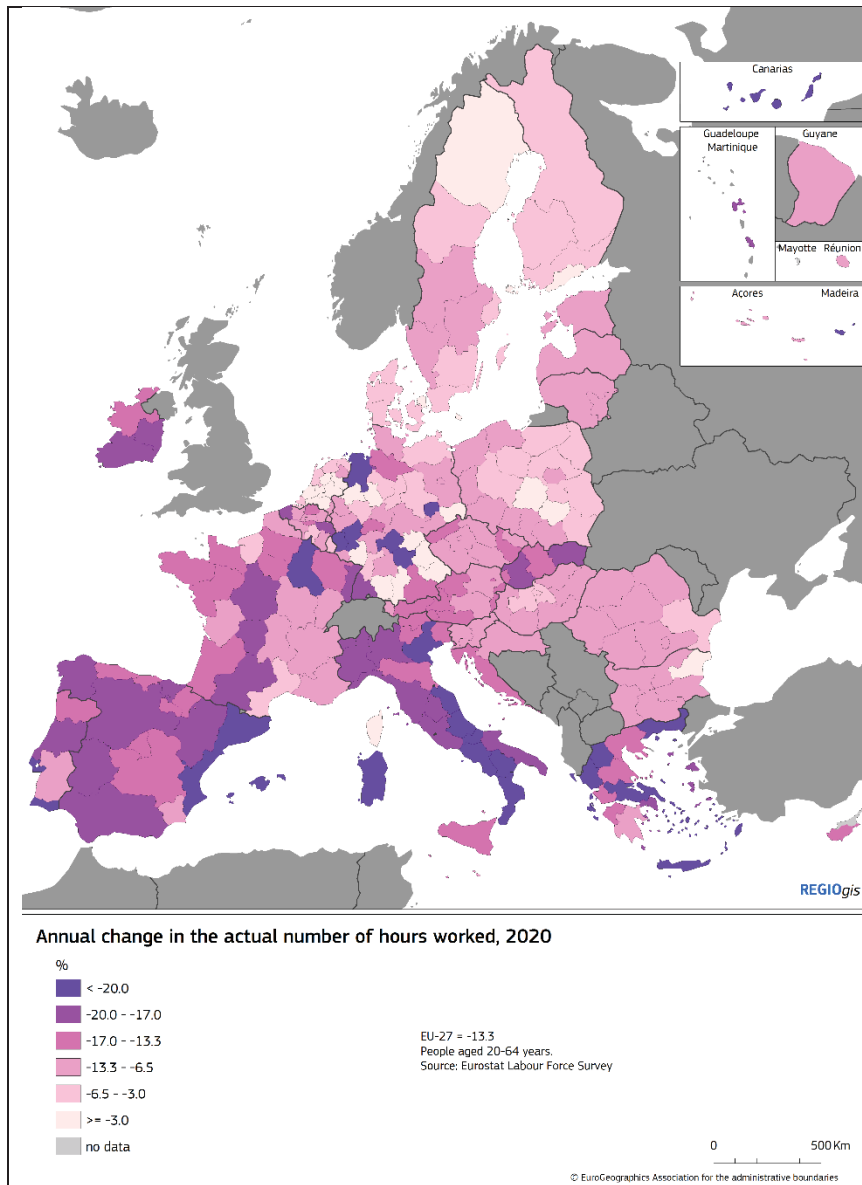 Canarias
Guadeloupe
Martinique
Guyane
Mayotte
Réunion
Açores
Madeira
REGIOgis
Annual change in the actual number of hours worked, 2020
%
< -20.0
-20.0 - -17.0
-17.0 - -13.3
-13.3 - -6.5
-6.5 - -3.0
>= -3.0
no data
EU-27 = -13.3
People aged 20-64 years.
Source: Eurostat Labour Force Survey
0 500 Km
© EuroGeographics Association for the administrative boundaries